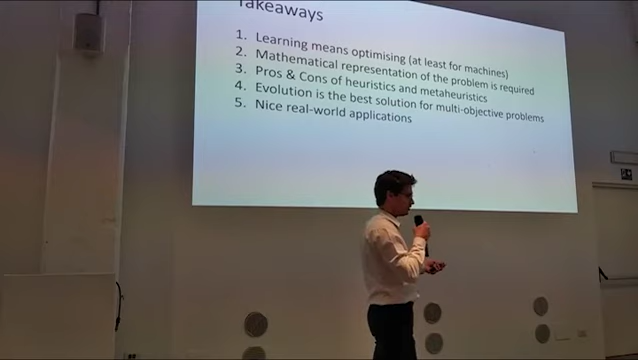 Takeaways
1. Learning means optimising (at least for machines)
2. Mathematical representation of the problem is required
3. Pros & Cons of heuristics and metaheuristics
4. Evolution is the best solution for multi-objective problems
5. Nice real-world applications